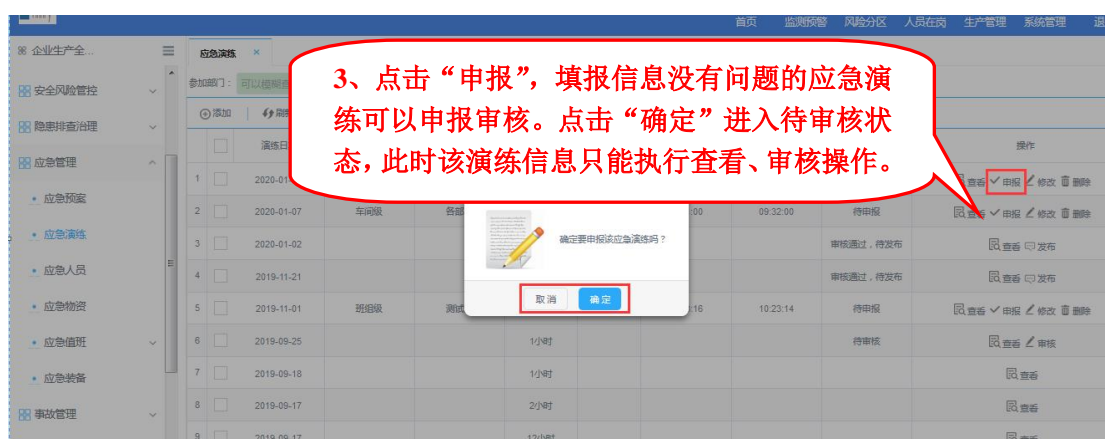 首页 监测预警 风险分区 人员在岗 生产管理 系统管理 退
企业生产全...
应急演练 ×
参加部门：
安全风险管控
隐患排查治理
应急管理
应急预案
应急演练
应急人员
应急物资
应急值班
应急装备
事故管理
3、点击“申报”，填报信息没有问题的应急演
练可以申报审核。点击“确定”进入待审核状
态，此时该演练信息只能执行查看、审核操作。
添加
操作
1 查看 申报 修改 删除
2 2020-01-07 车间级 各部 :00 09:32:00 待申报 查看 申报 修改 删除
3 2020-01-02 审核通过，待发布 查看 发布
4 2019-11-21 审核通过，待发布 查看 发布
5 2019-11-01 班组级 测试 :16 10:23:14 待申报 查看 申报 修改 删除
6 2019-09-25 1小时 待审核 查看 审核
7 2019-09-18 1小时 查看
8 2019-09-17 2小时 查看
9 2019-09-17 12小时 查看
确定要申报该应急演练吗？
取消 确定